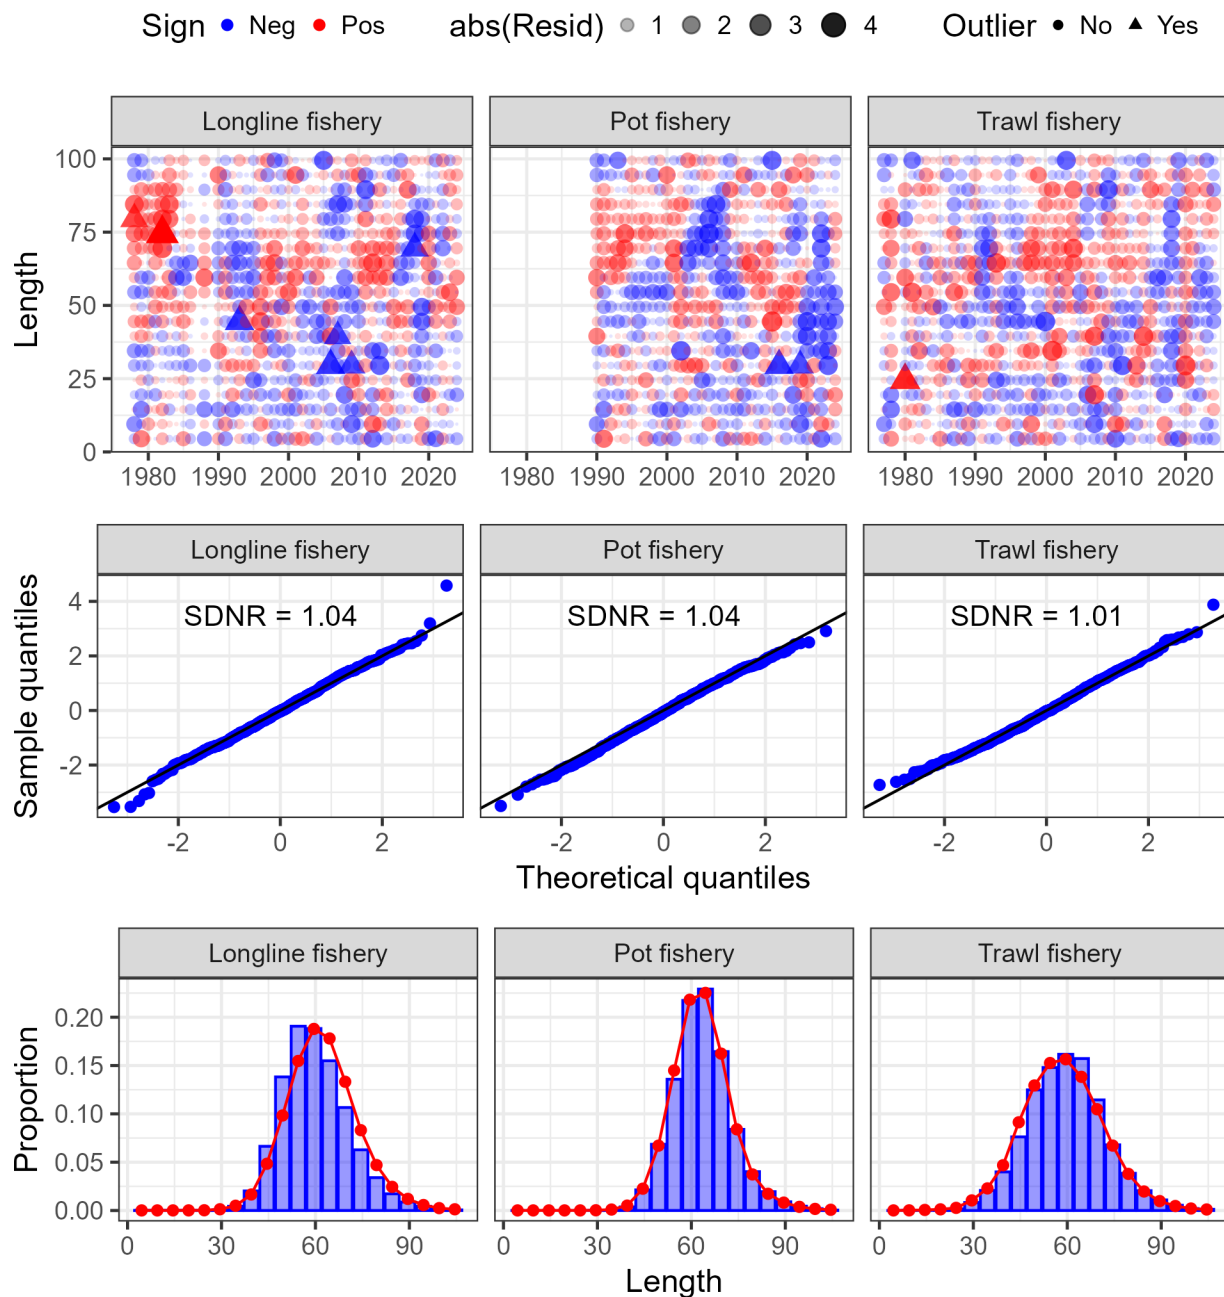 Sign Neg Pos abs(Resid) 1 2 3 4 Outlier No Yes
Longline fishery Pot fishery Trawl fishery
Length
100
75
50
25
0
1980 1990 2000 2010 2020 1980 1990 2000 2010 2020 1980 1990 2000 2010 2020
Longline fishery Pot fishery Trawl fishery
Sample quantiles
4
2
0
-2
SDNR = 1.04 SDNR = 1.04 SDNR = 1.01
-2 0 2 -2 0 2 -2 0 2
Theoretical quantiles
Longline fishery Pot fishery Trawl fishery
Proportion
0.20
0.15
0.10
0.05
0.00
0 30 60 90 0 30 60 90 0 30 60 90
Length